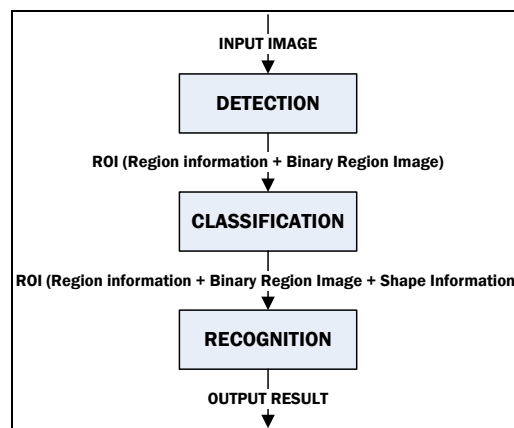 INPUT IMAGE
DETECTION
ROI (Region information + Binary Region Image)
CLASSIFICATION
ROI (Region information + Binary Region Image + Shape Information
RECOGNITION
OUTPUT RESULT